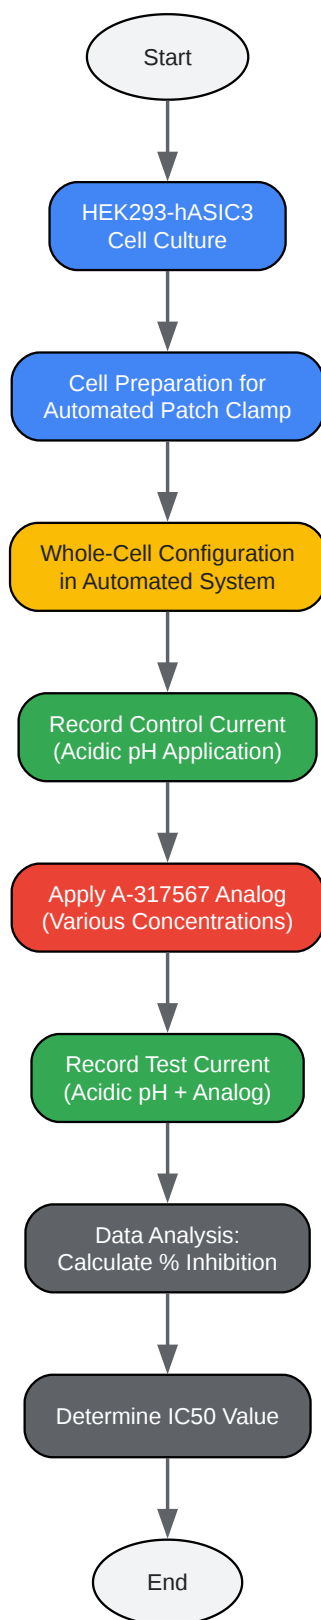 Start
HEK293-hASIC3
Cell Culture
Cell Preparation for
Automated Patch Clamp
Whole-Cell Configuration
in Automated System
Record Control Current
(Acidic pH Application)
Apply A-317567 Analog
(Various Concentrations)
Record Test Current
(Acidic pH + Analog)
Data Analysis:
Calculate % Inhibition
Determine IC50 Value
End